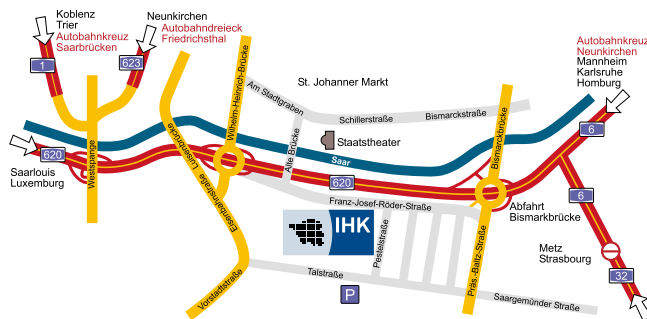 Koblenz
Trier
Autobahnkreuz
Saarbrücken
Neunkirchen
Autobahndreieck
Friedrichsthal
Autobahnkreuz
Neunkirchen
Mannheim
Karlsruhe
Homburg
1
623
St. Johanner Markt
Am Stadtgraben
Schillerstraße
Bismarckstraße
Wilhelm-Heinrich-Brücke
Luisenbrücke
Alte Brücke
Staatstheater
Bismarckbrücke
6
Saar
620
Saarlouis
Luxemburg
Westspange
620
6
Eisenbahnstraße
Franz-Josef-Röder-Straße
Abfahrt
Bismarkbrücke
IHK
Pestelstraße
Präs.-Baltz-Straße
Metz
Strasbourg
Vorstadtstraße
Talstraße
P
Saargemünder Straße
32